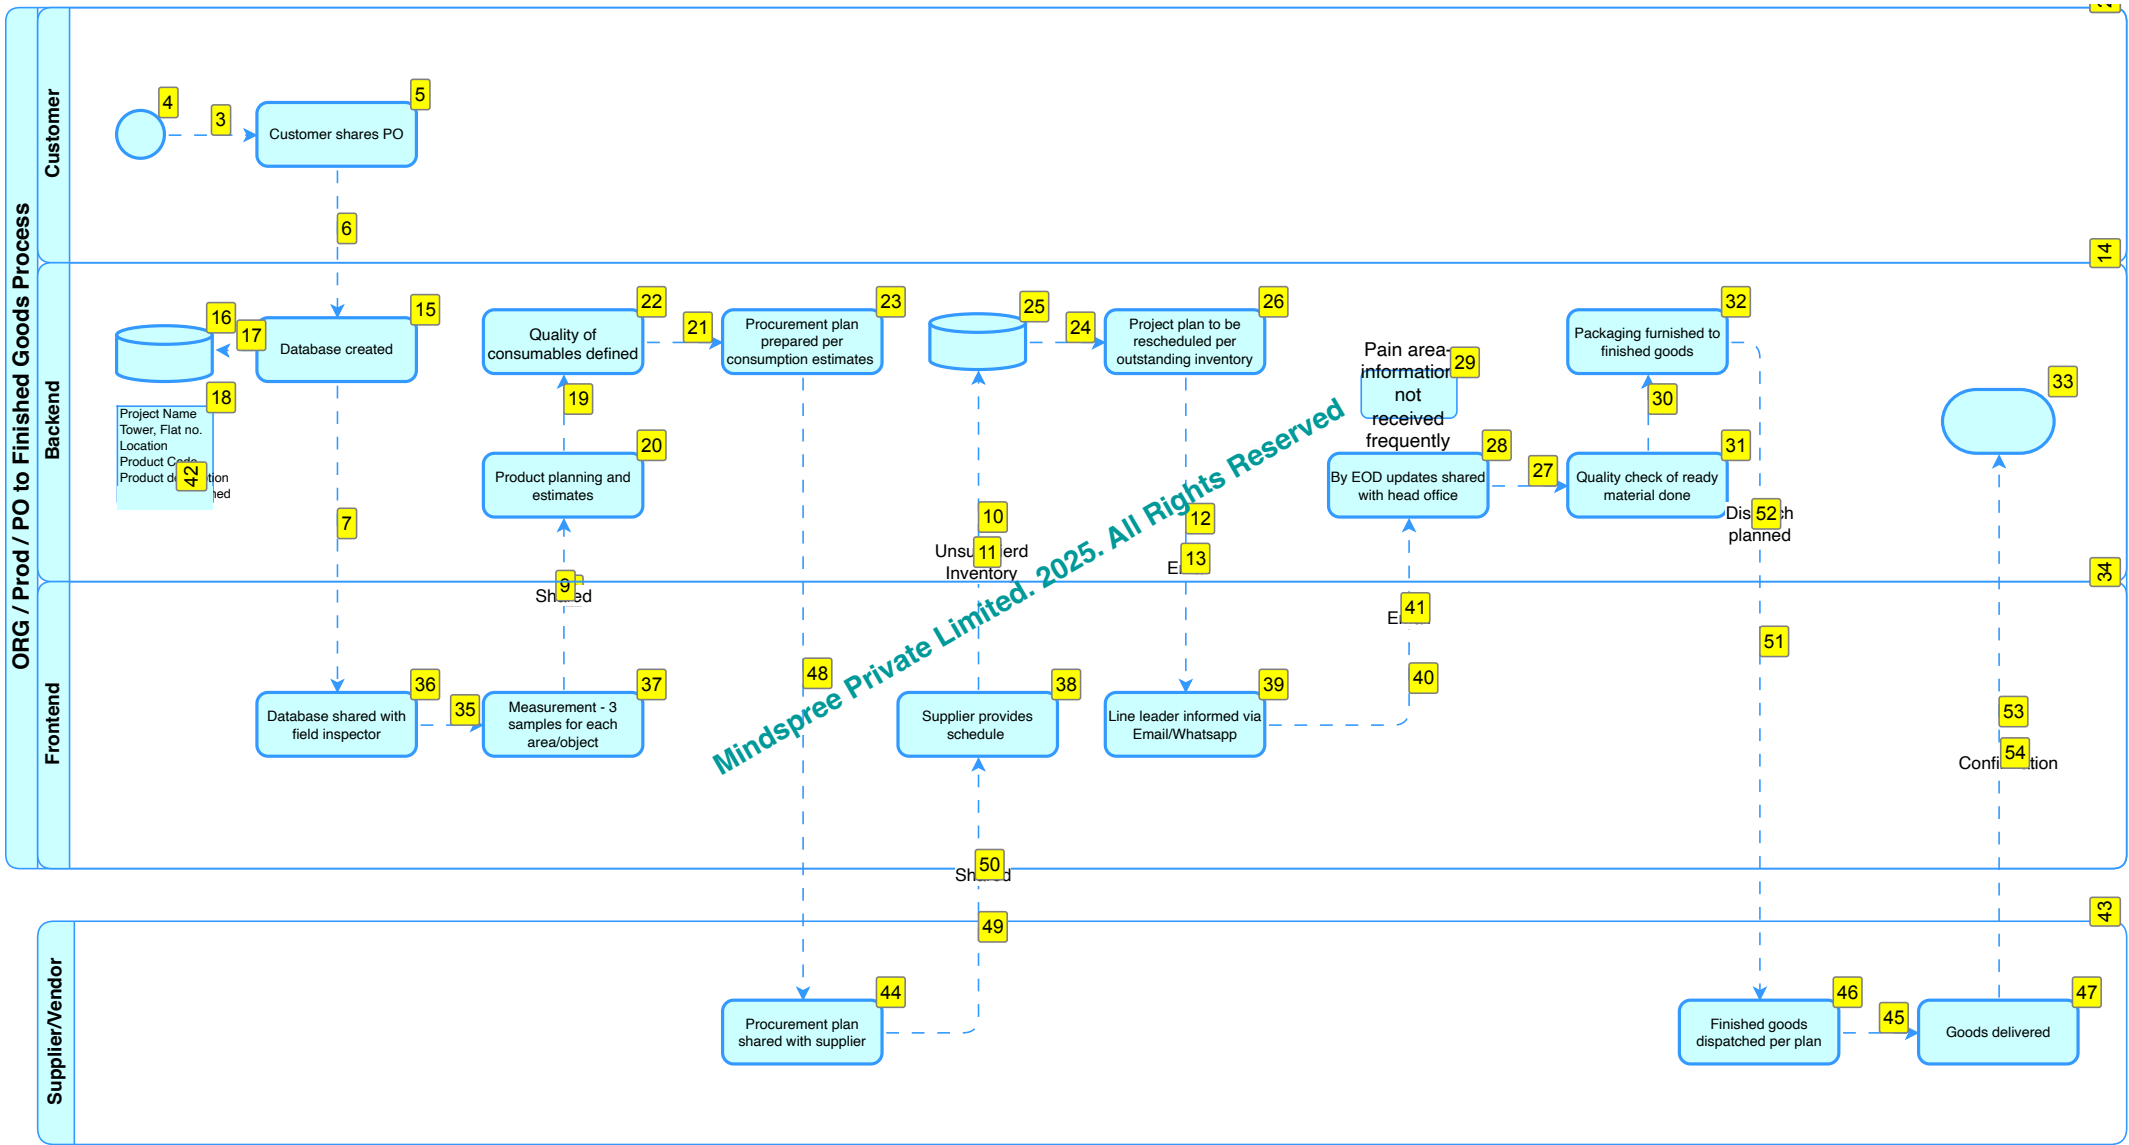 ORG / Prod / PO to Finished Goods Process
Customer
4
3
5
Customer shares PO
6
14
Backend
16
17
15
Database created
18
Project Name
Tower, Flat no.
Location
Product
Product
42
7
22
Quality of
consumables defined
21
19
20
Product planning and
estimates
23
Procurement plan
prepared per
consumption estimates
25
24
26
Project plan to be
rescheduled per
outstanding inventory
Pain area-
information
not
received
frequently
29
28
By EOD updates shared
with head office
27
32
Packaging furnished to
finished goods
30
31
Quality check of ready
material done
52
planned
33
10
11
Inventory
12
13
9
34
Frontend
36
Database shared with
field inspector
35
37
Measurement - 3
samples for each
area/object
48
38
Supplier provides
schedule
39
Line leader informed via
Email/Whatsapp
41
40
51
53
54
Mindspree Private Limited. 2025. All Rights Reserved
50
49
43
Supplier/Vendor
44
Procurement plan
shared with supplier
46
Finished goods
dispatched per plan
45
47
Goods delivered